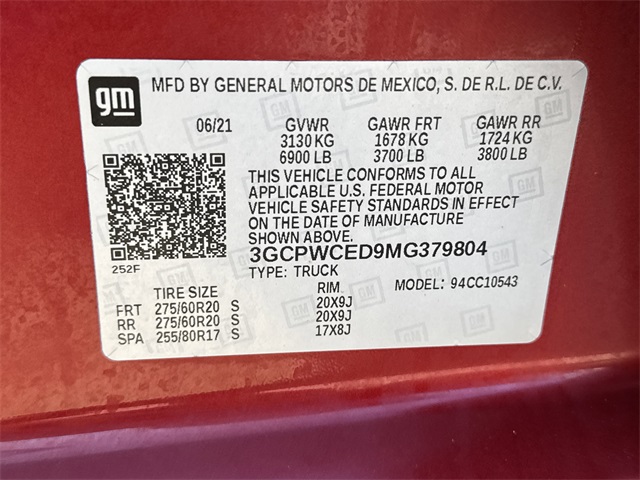 gm MFD BY GENERAL MOTORS DE MEXICO, S. DE R.L. DE C.V.
06/21 GVWR GAWR FRT GAWR RR
3130 KG 1678 KG 1724 KG
6900 LB 3700 LB 3800 LB
THIS VEHICLE CONFORMS TO ALL
APPLICABLE U.S. FEDERAL MOTOR
VEHICLE SAFETY STANDARDS IN EFFECT
ON THE DATE OF MANUFACTURE
SHOWN ABOVE.
3GCPWCED9MG379804
252F TYPE: TRUCK MODEL: 94CC10543
TIRE SIZE RIM
FRT 275/60R20 S 20X9J
RR 275/60R20 S 20X9J
SPA 255/80R17 S 17X8J